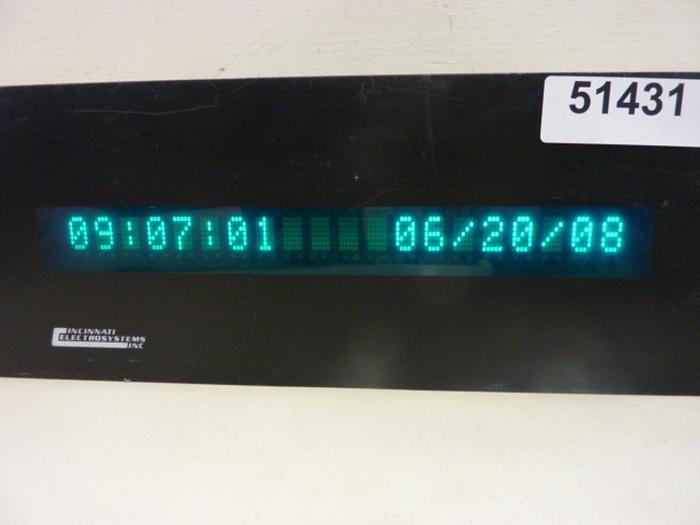 51431
09:07:01 06/20/08
CINCINNATI
ELECTROSYSTEMS
INC